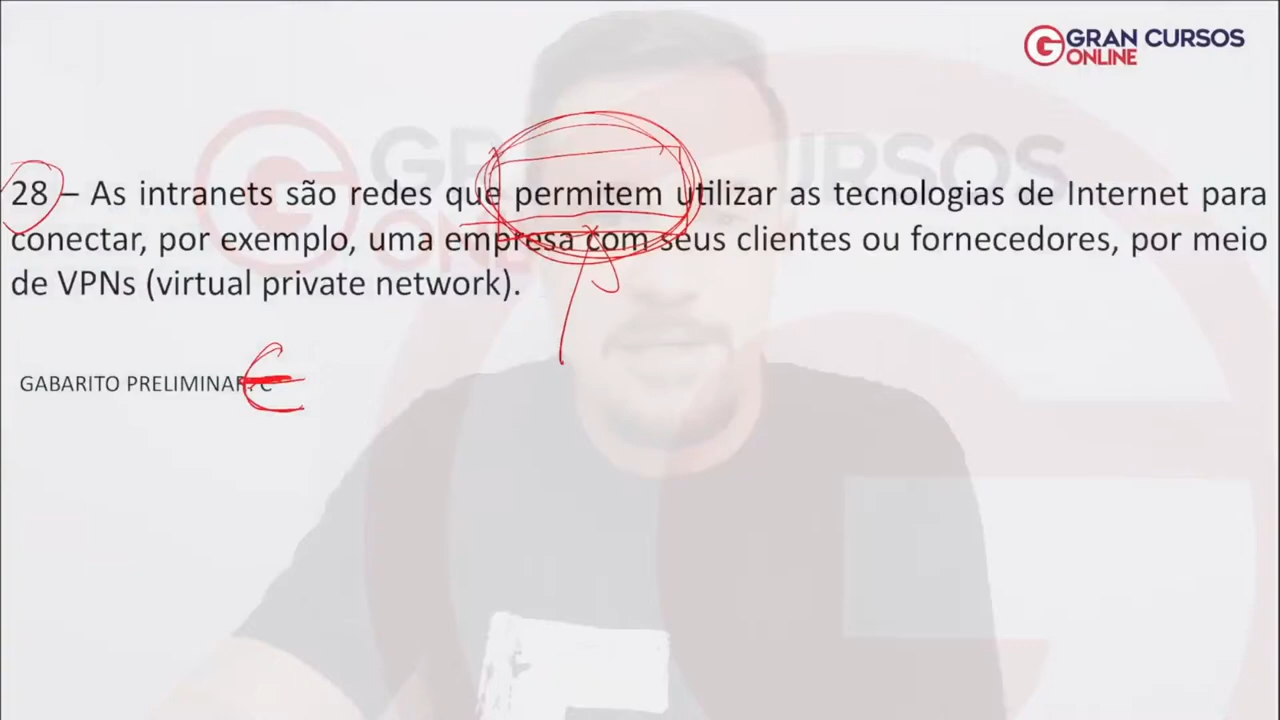 GRAN CURSOS
ONLINE
28 – As intranets são redes que permitem utilizar as tecnologias de Internet para
conectar, por exemplo, uma empresa com seus clientes ou fornecedores, por meio
de VPNs (virtual private network).
GABARITO PRELIMINAR: C